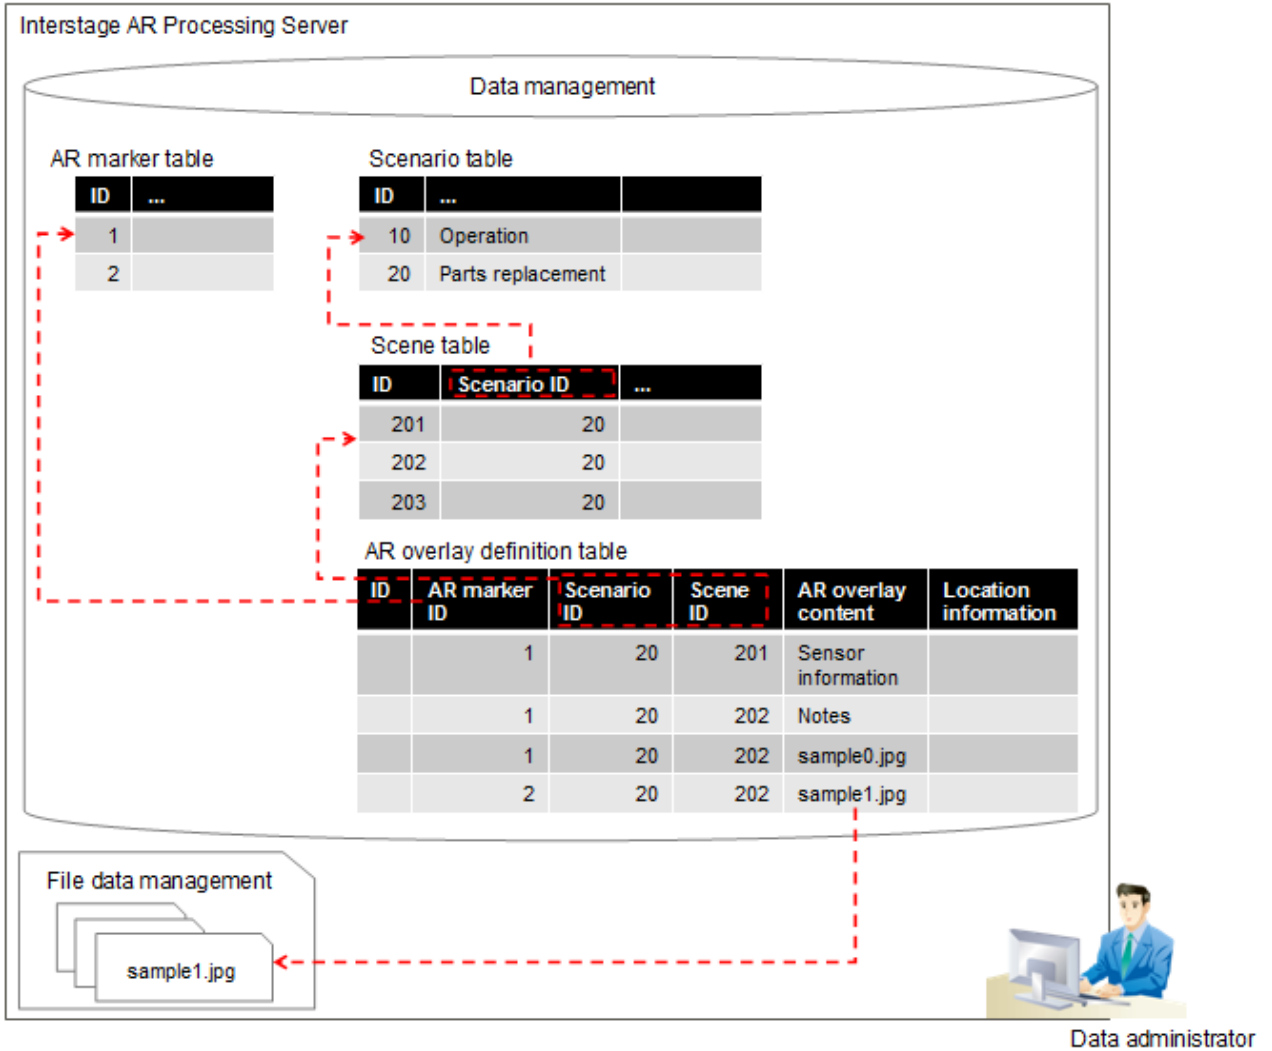 Interstage AR Processing Server
Data management
AR marker table
ID ...
1
2
Scenario table
ID ...
10 Operation
20 Parts replacement
Scene table
ID Scenario ID ...
201 20
202 20
203 20
AR overlay definition table
ID AR marker ID Scenario ID Scene ID AR overlay content Location information
1 20 201 Sensor information
1 20 202 Notes
1 20 202 sample0.jpg
2 20 202 sample1.jpg
File data management
sample1.jpg
Data administrator